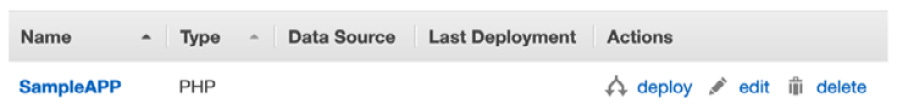 Name Type Data Source Last Deployment Actions
SampleAPP PHP deploy edit delete